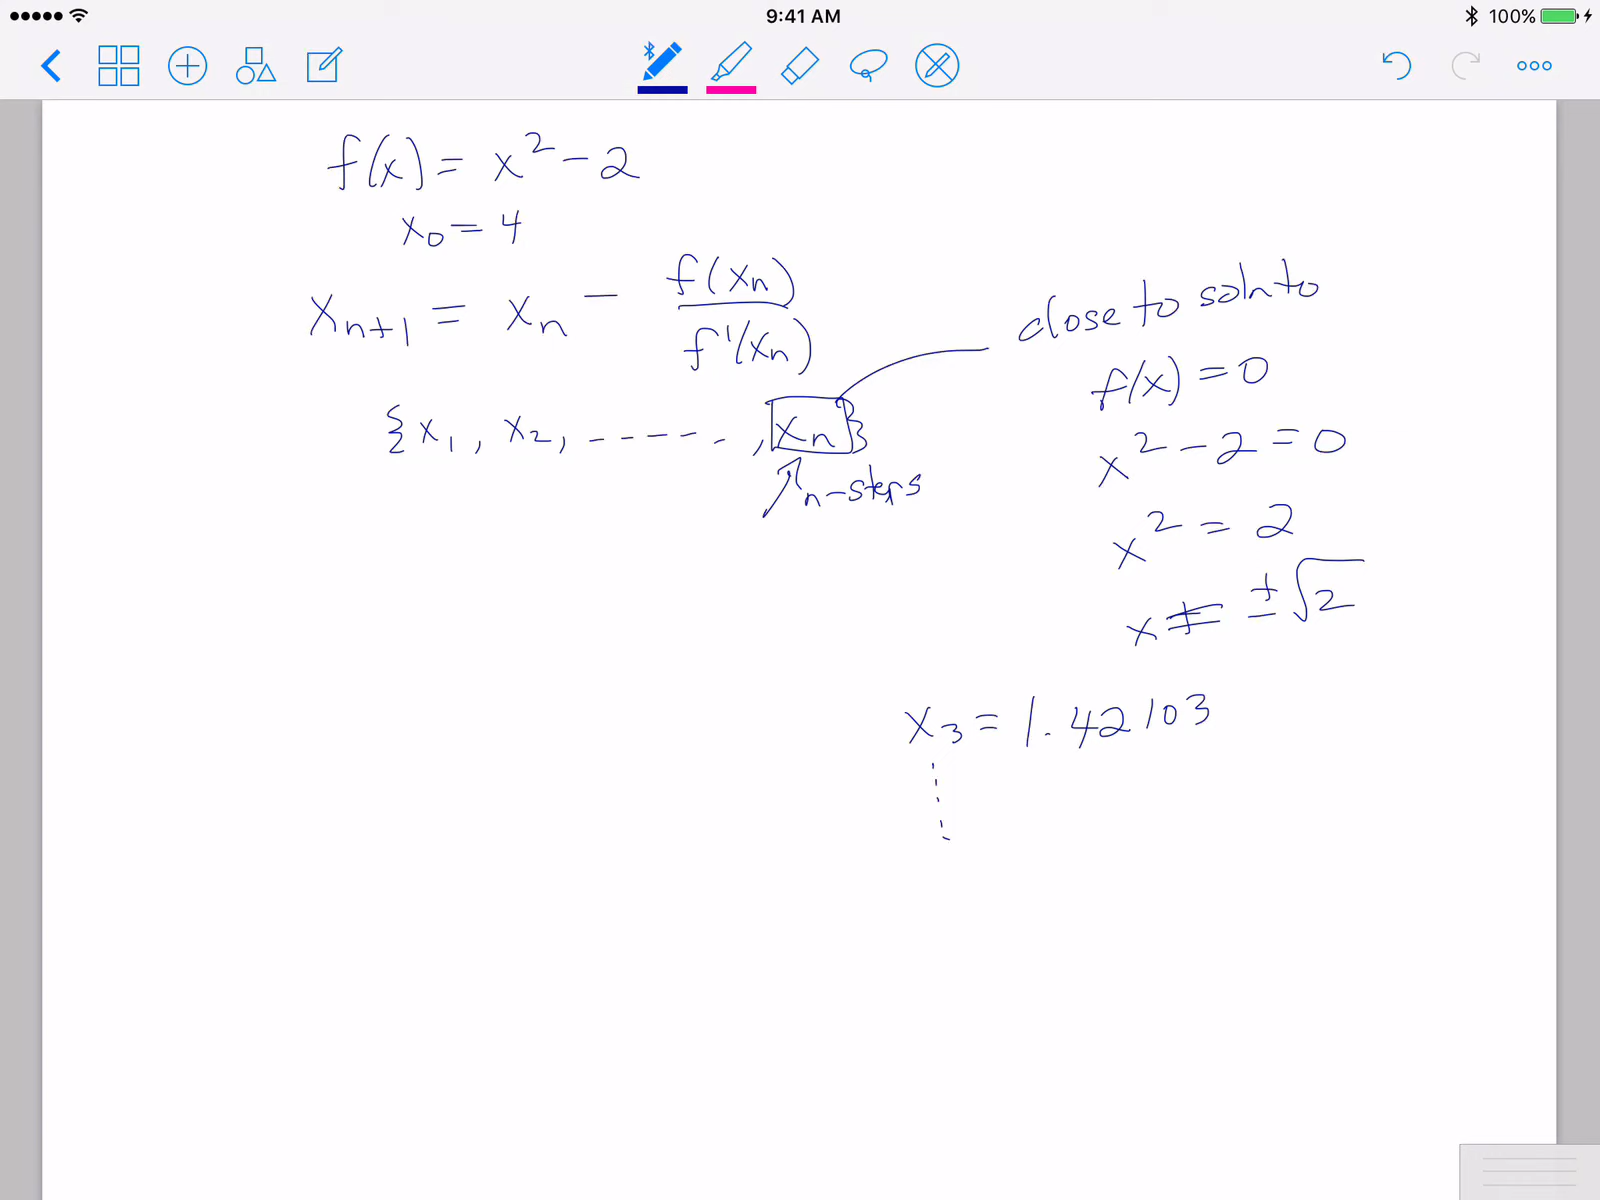 9:41 AM
100%
f(x) = x² - 2
x₀ = 4
xₙ₊₁ = xₙ - f(xₙ)/f'(xₙ)
{x₁, x₂, ------., xₙ}
n-steps
close to soln to
f(x) = 0
x² - 2 = 0
x² = 2
x = ±√2
x₃ = 1.42103